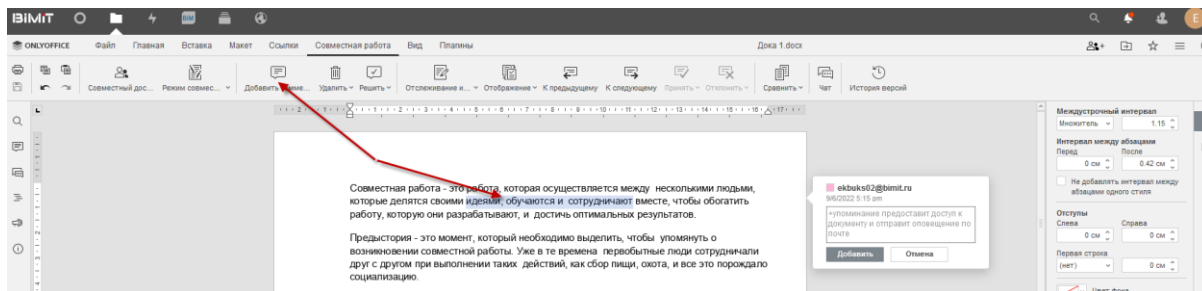 BIMIT BIM E
ONLYOFFICE Файл Главная Вставка Макет Ссылки Совместная работа Вид Плагины Дока 1.docx
Совместный дос... Режим совмес... Добавить комме... Удалить Решить Отслеживание и... Отображение К предыдущему К следующему Принять Отклонить Сравнить Чат История версий
Междустрочный интервал
Множитель 1.15
Интервал между абзацами
Перед После
0 см 0.42 см
Не добавлять интервал между
абзацами одного стиля
Отступы
Слева Справа
0 см 0 см
Первая строка
(нет) 0 см
Цвет фона
Совместная работа - это работа, которая осуществляется между несколькими людьми,
которые делятся своими идеями, обучаются и сотрудничают вместе, чтобы обогатить
работу, которую они разрабатывают, и достичь оптимальных результатов.
Предыстория - это момент, который необходимо выделить, чтобы упомянуть о
возникновении совместной работы. Уже в те времена первобытные люди сотрудничали
друг с другом при выполнении таких действий, как сбор пищи, охота, и все это порождало
социализацию.
ekbuks02@bimit.ru
9/6/2022 5:15 pm
+упоминание предоставит доступ к
документу и отправит оповещение по
почте
Добавить Отмена